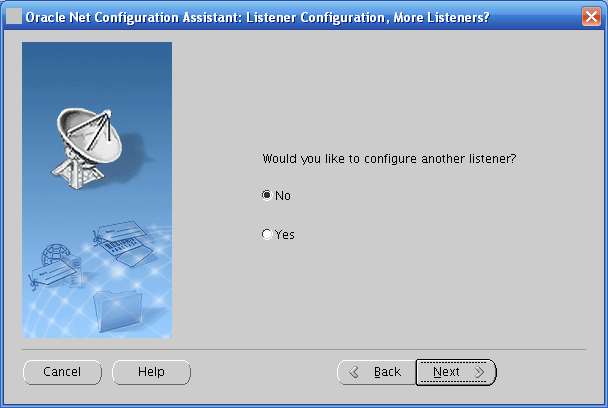 Oracle Net Configuration Assistant: Listener Configuration, More Listeners?
Would you like to configure another listener?
No
Yes
Cancel
Help
Back
Next